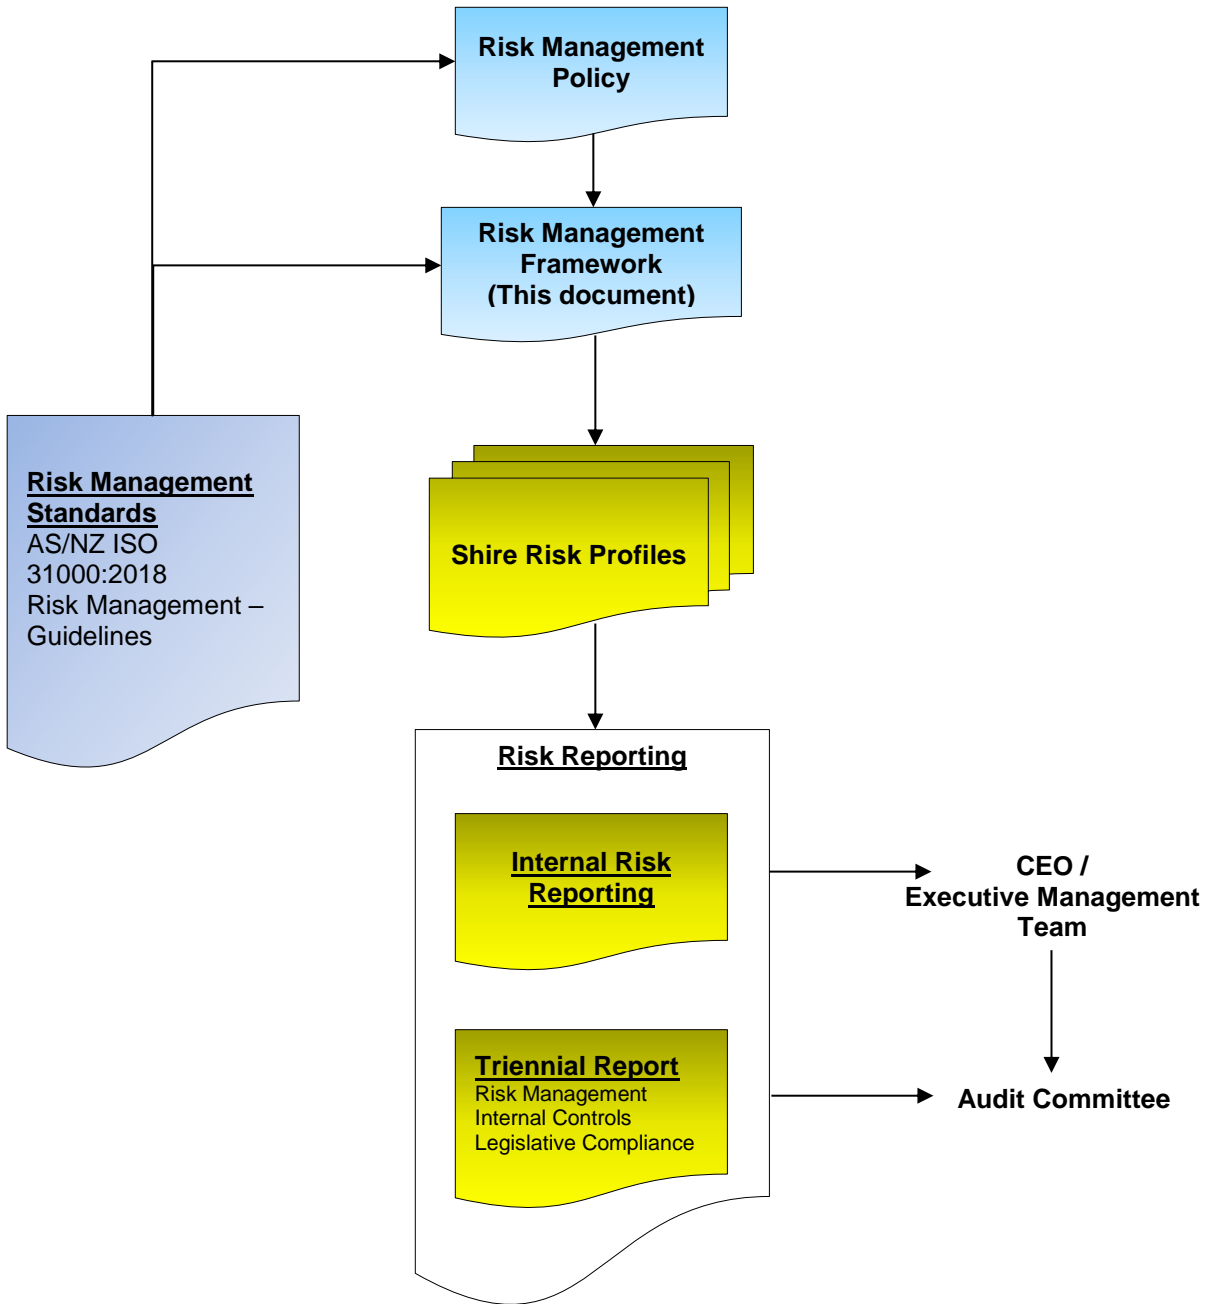 Risk Management
Policy
Risk Management
Framework
(This document)
Risk Management
Standards
AS/NZ ISO
31000:2018
Risk Management –
Guidelines
Shire Risk Profiles
Risk Reporting
Internal Risk
Reporting
CEO /
Executive Management
Team
Triennial Report
Risk Management
Internal Controls
Legislative Compliance
Audit Committee